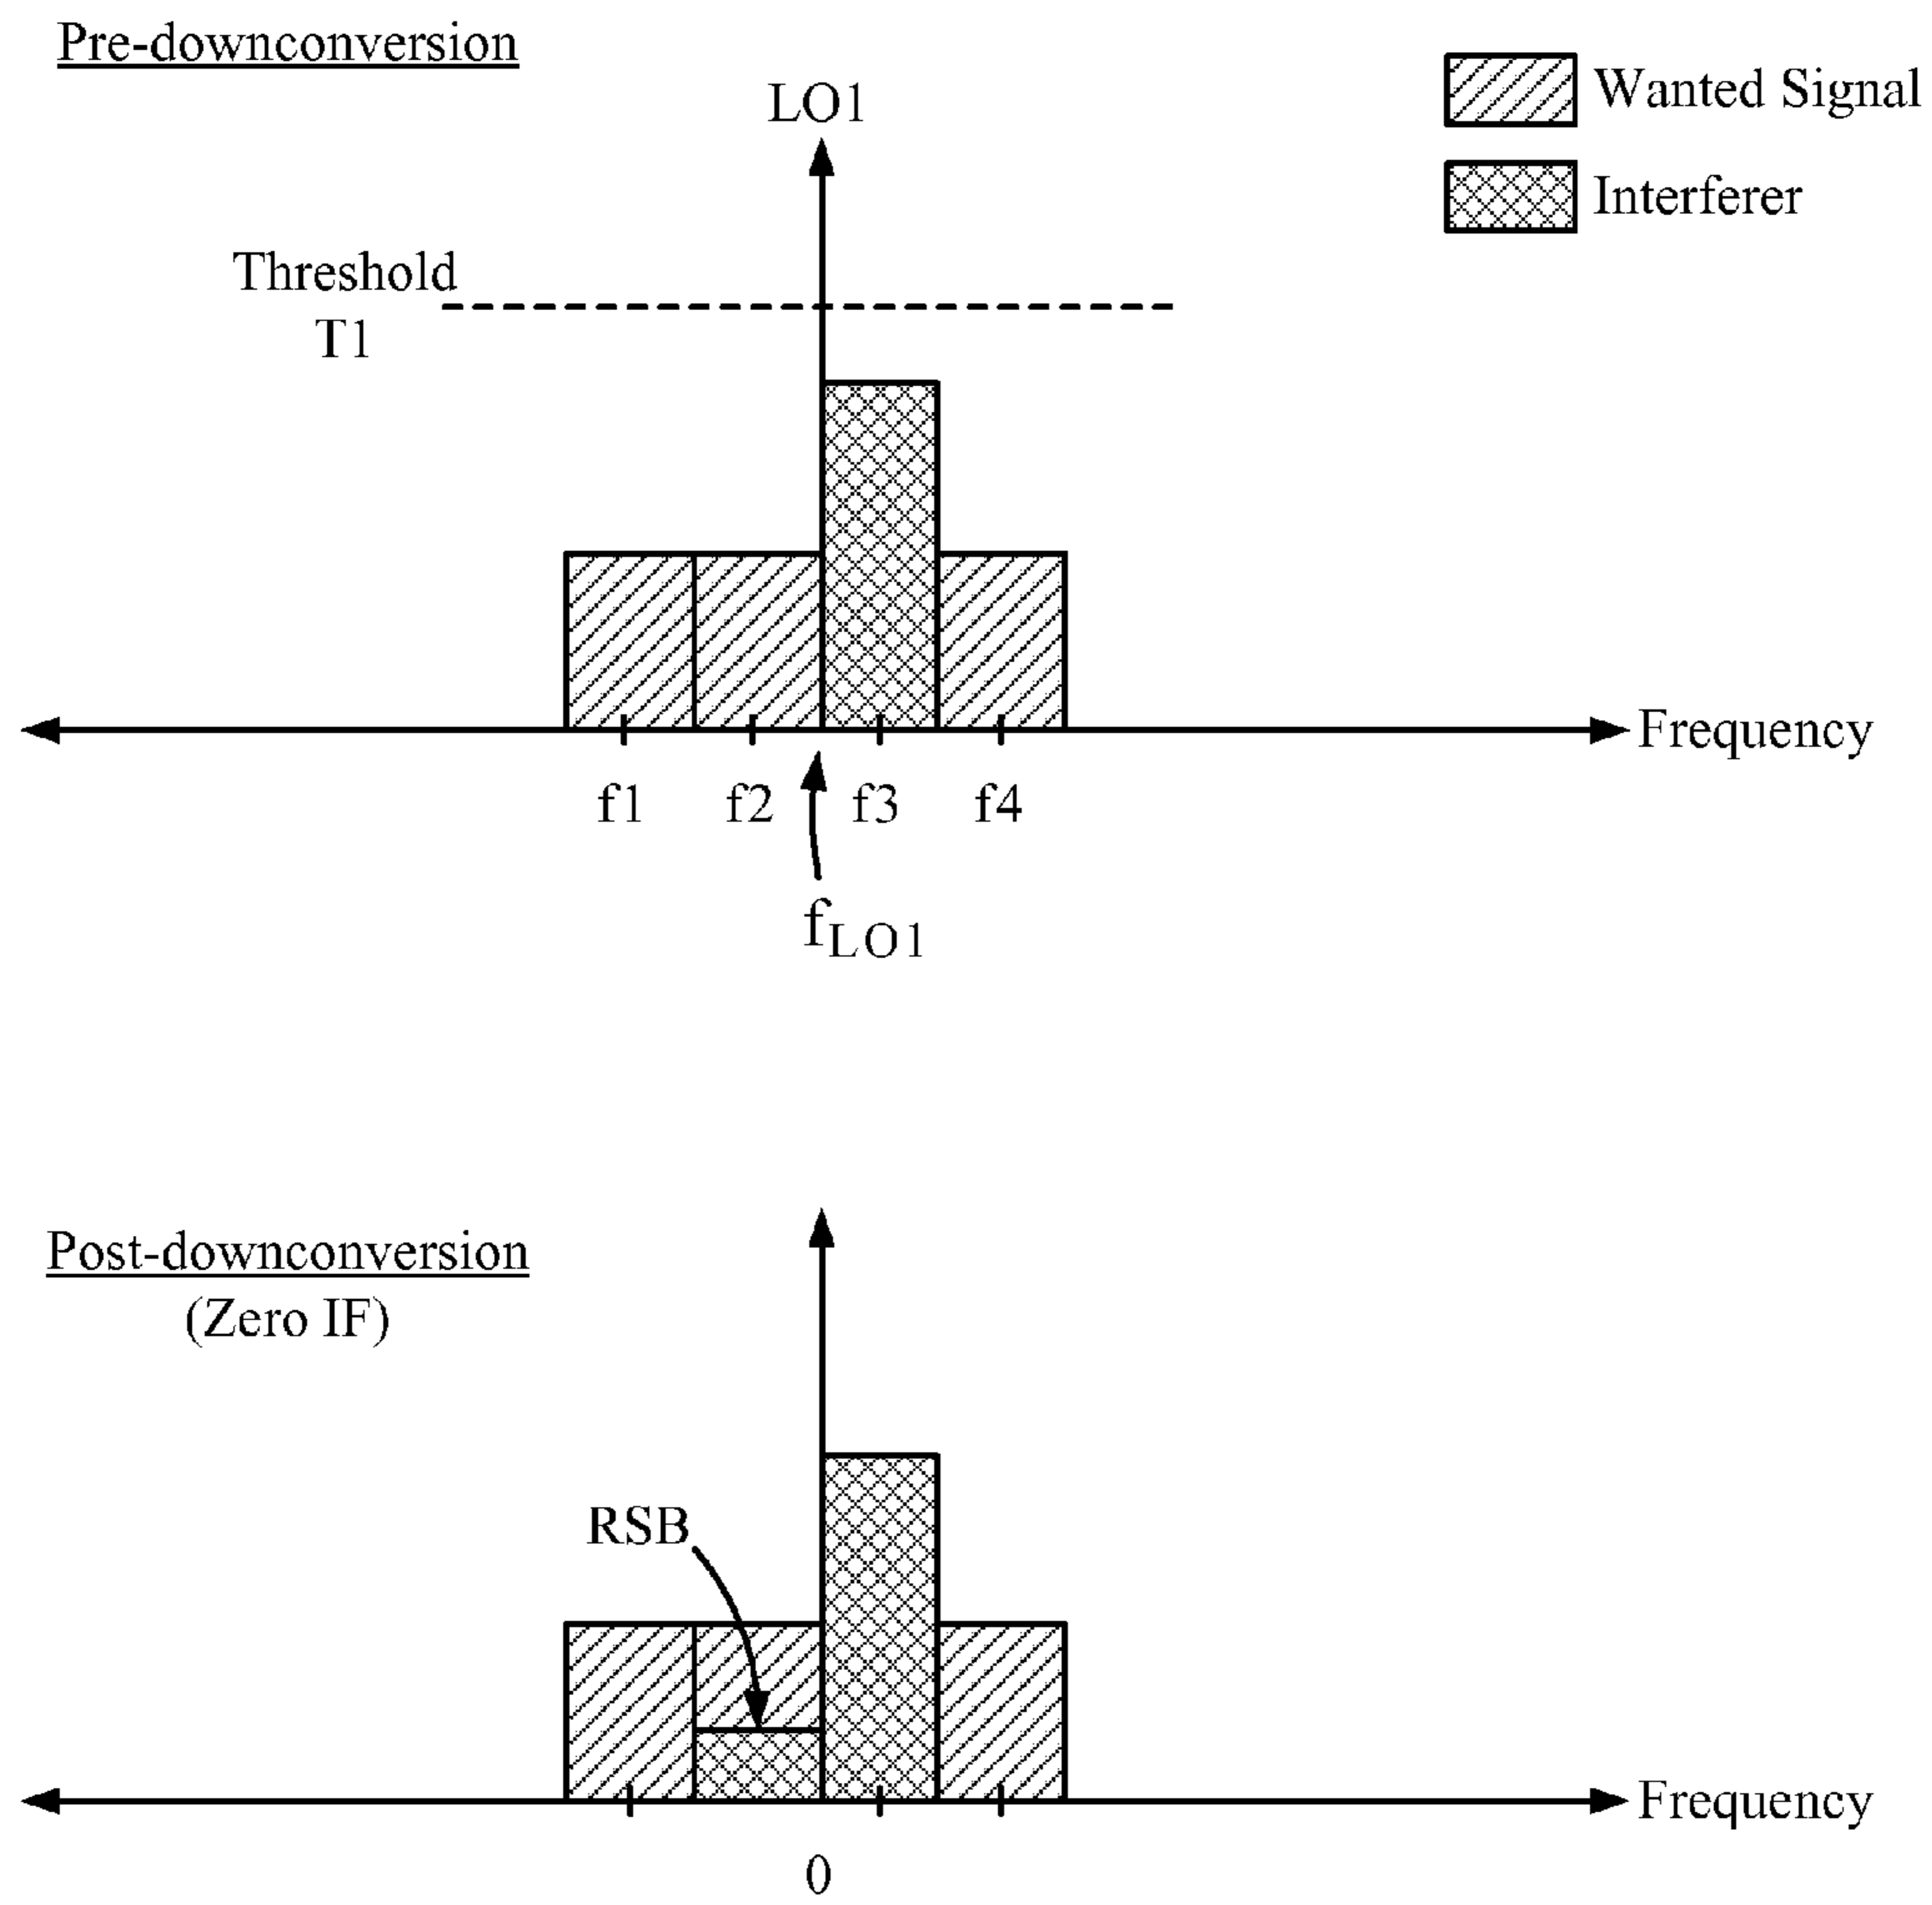 Pre-downconversion
LO1
Wanted Signal
Interferer
Threshold
T1
Frequency
f1 f2 f3 f4
fLO1
Post-downconversion
(Zero IF)
RSB
Frequency
0